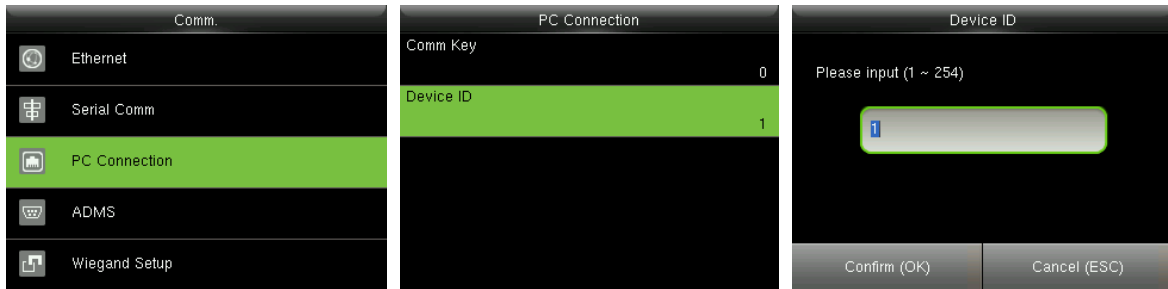 Comm.
Ethernet
Serial Comm
PC Connection
ADMS
Wiegand Setup
PC Connection
Comm Key
0
Device ID
1
Device ID
Please input (1 ~ 254)
1
Confirm (OK)
Cancel (ESC)